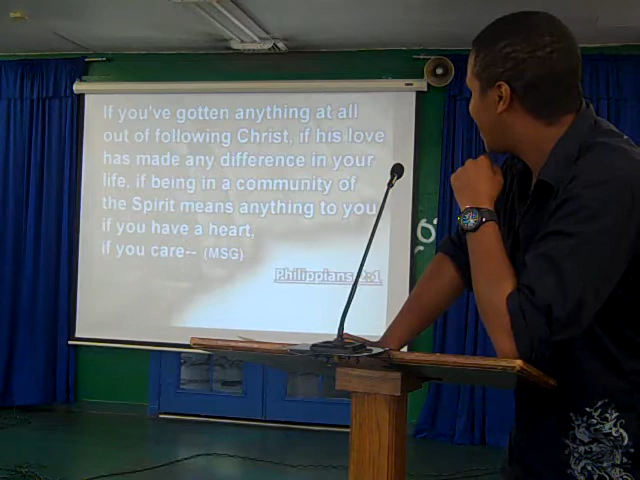 If you've gotten anything at all
out of following Christ, if his love
has made any difference in your
life, if being in a community of
the Spirit means anything to you,
if you have a heart,
if you care-- (MSG)
Philippians 2:1